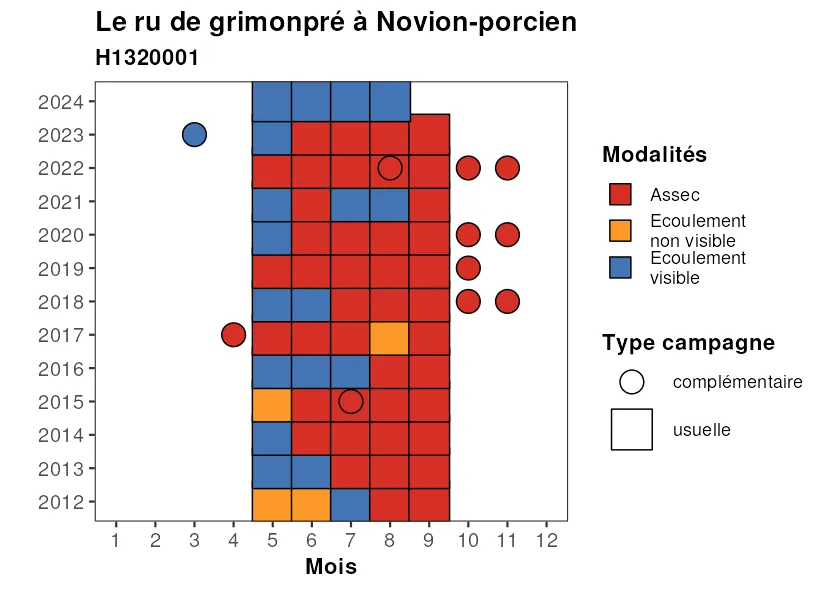 Le ru de grimonpré à Novion-porcien
H1320001
2024
2023
2022
2021
2020
2019
2018
2017
2016
2015
2014
2013
2012
1 2 3 4 5 6 7 8 9 10 11 12
Mois
Modalités
Assec
Ecoulement
non visible
Ecoulement
visible
Type campagne
complémentaire
usuelle